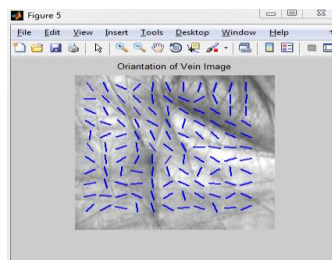 Figure 5
File Edit View Insert Tools Desktop Window Help
Oriantation of Vein Image